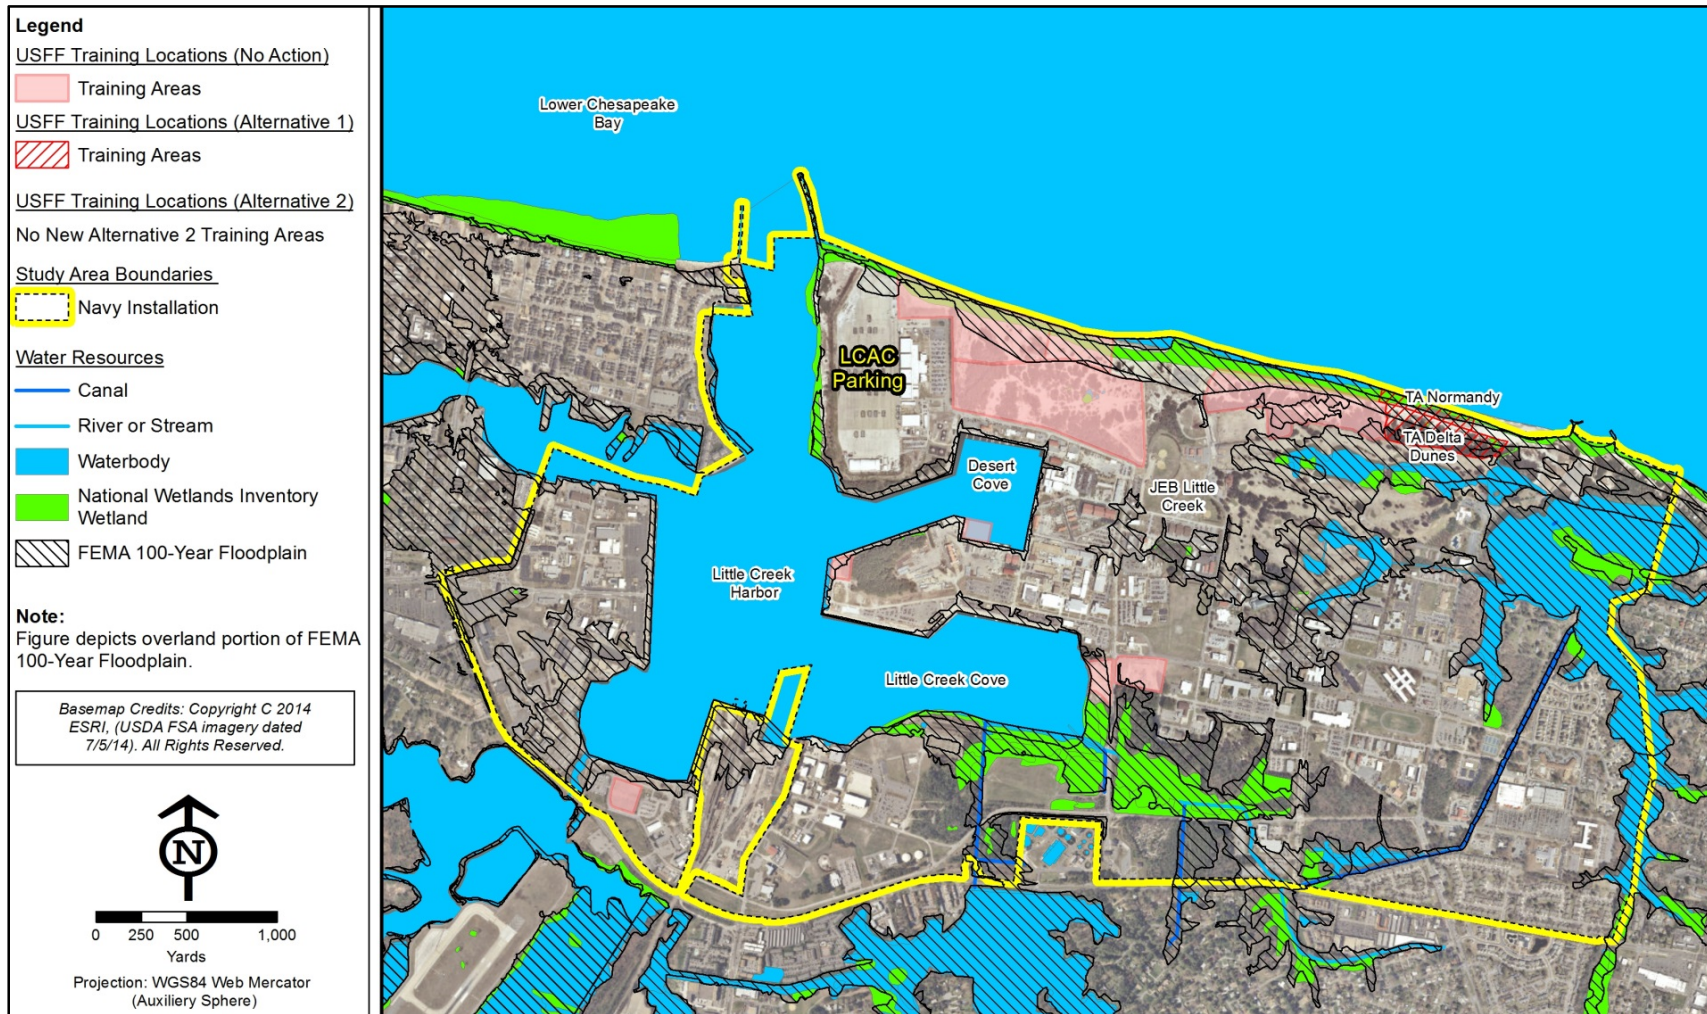 Legend
USFF Training Locations (No Action)
Training Areas
USFF Training Locations (Alternative 1)
Training Areas
USFF Training Locations (Alternative 2)
No New Alternative 2 Training Areas
Study Area Boundaries
Navy Installation
Water Resources
Canal
River or Stream
Waterbody
National Wetlands Inventory
Wetland
FEMA 100-Year Floodplain
Note:
Figure depicts overland portion of FEMA
100-Year Floodplain.
Basemap Credits: Copyright C 2014
ESRI, (USDA FSA imagery dated
7/5/14). All Rights Reserved.
N
0 250 500 1,000
Yards
Projection: WGS84 Web Mercator
(Auxiliery Sphere)
Lower Chesapeake
Bay
LCAC
Parking
TA Normandy
TA Delta
Dunes
Desert
Cove
JEB Little
Creek
Little Creek
Harbor
Little Creek Cove